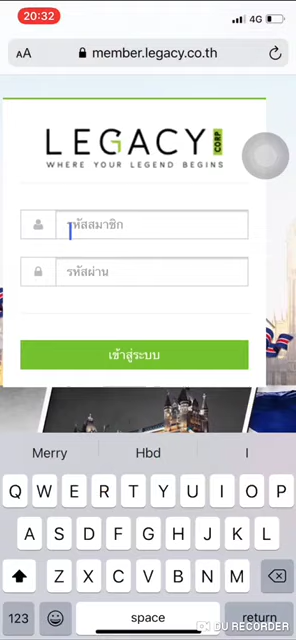 20:32
4G
AA
member.legacy.co.th
LEGACY CORP
WHERE YOUR LEGEND BEGINS
รหัสสมาชิก
รหัสผ่าน
เข้าสู่ระบบ
Merry Hbd I
Q W E R T Y U I O P
A S D F G H J K L
Z X C V B N M
123 space return
DU RECORDER